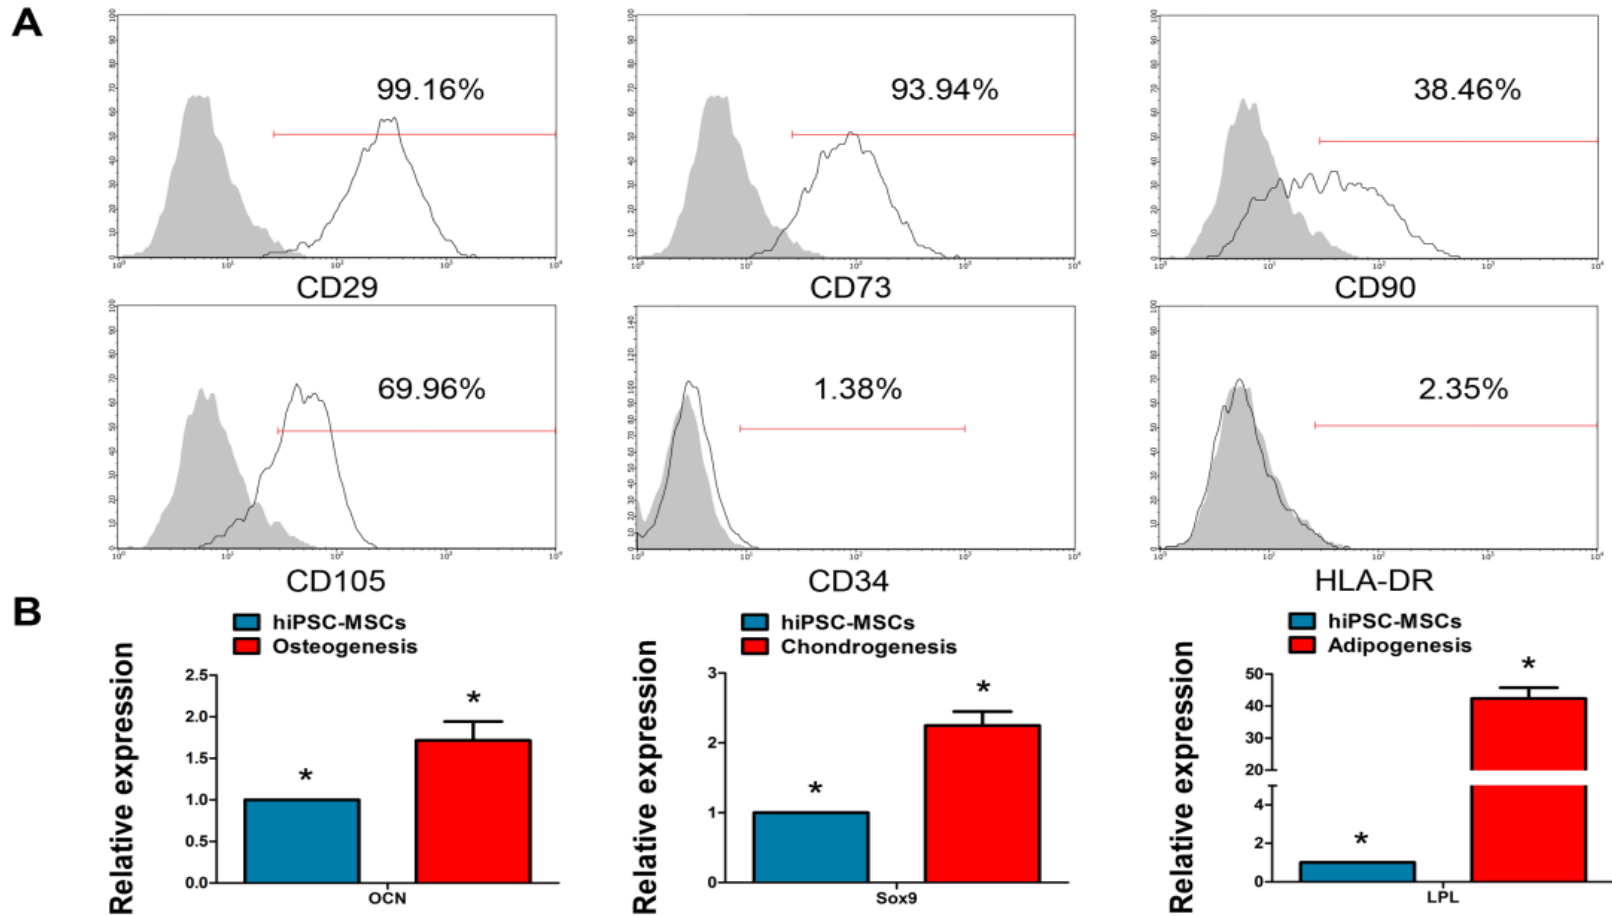 A
99.16%
93.94%
38.46%
CD29
CD73
CD90
69.96%
1.38%
2.35%
CD105
CD34
HLA-DR
B
hiPSC-MSCs
Osteogenesis
Relative expression
2.5
2.0
1.5
1.0
0.5
0.0
*
*
OCN
hiPSC-MSCs
Chondrogenesis
Relative expression
3
2
1
0
*
*
Sox9
hiPSC-MSCs
Adipogenesis
Relative expression
50
40
30
20
4
2
0
*
*
LPL